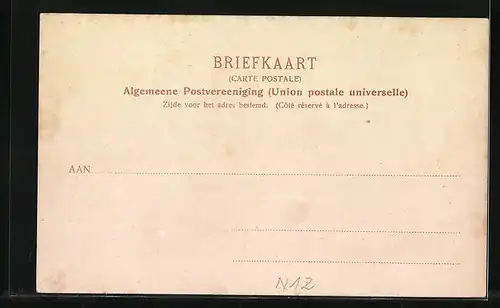 BRIEFKAART
(CARTE POSTALE)
Algemeene Postvereeniging (Union postale universelle)
Zijde voor het adres bestemd. (Côté réservé à l'adresse.)
AAN
N12